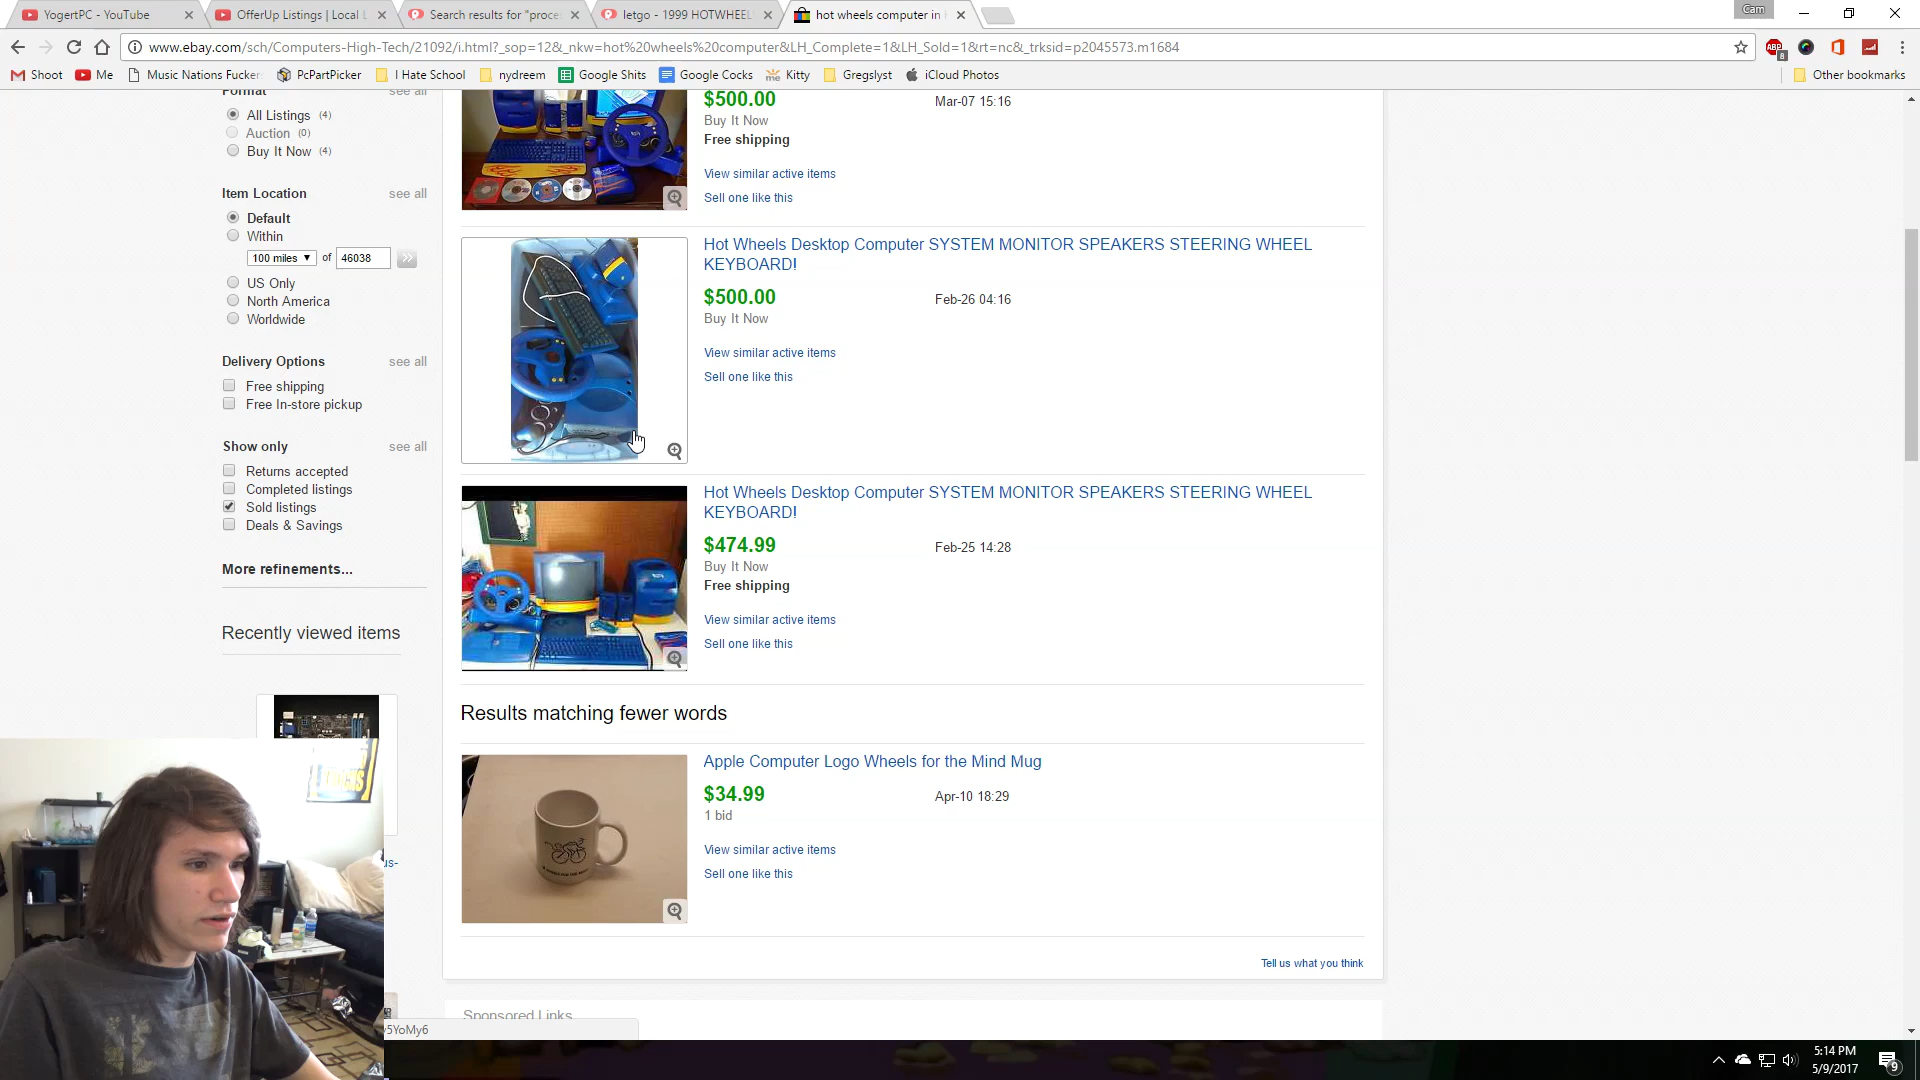 YogertPC - YouTube
OfferUp Listings | Local L
Search results for "proce
letgo - 1999 HOTWHEEL
hot wheels computer in
Cam
www.ebay.com/sch/Computers-High-Tech/21092/i.html?_sop=12&_nkw=hot%20wheels%20computer&LH_Complete=1&LH_Sold=1&rt=nc&_trksid=p2045573.m1684
ABP
8
Shoot
Me
Music Nations Fucker
PcPartPicker
I Hate School
nydreem
Google Shits
Google Cocks
Kitty
Gregslyst
iCloud Photos
Other bookmarks
Format
see all
All Listings (4)
Auction (0)
Buy It Now (4)
Item Location
see all
Default
Within
100 miles of 46038
US Only
North America
Worldwide
Delivery Options
see all
Free shipping
Free In-store pickup
Show only
see all
Returns accepted
Completed listings
Sold listings
Deals & Savings
More refinements...
Recently viewed items
us-
$500.00
Mar-07 15:16
Buy It Now
Free shipping
View similar active items
Sell one like this
Hot Wheels Desktop Computer SYSTEM MONITOR SPEAKERS STEERING WHEEL
KEYBOARD!
$500.00
Feb-26 04:16
Buy It Now
View similar active items
Sell one like this
Hot Wheels Desktop Computer SYSTEM MONITOR SPEAKERS STEERING WHEEL
KEYBOARD!
$474.99
Feb-25 14:28
Buy It Now
Free shipping
View similar active items
Sell one like this
Results matching fewer words
Apple Computer Logo Wheels for the Mind Mug
$34.99
Apr-10 18:29
1 bid
View similar active items
Sell one like this
Tell us what you think
Sponsored Links
5YoMy6
5:14 PM
5/9/2017
9